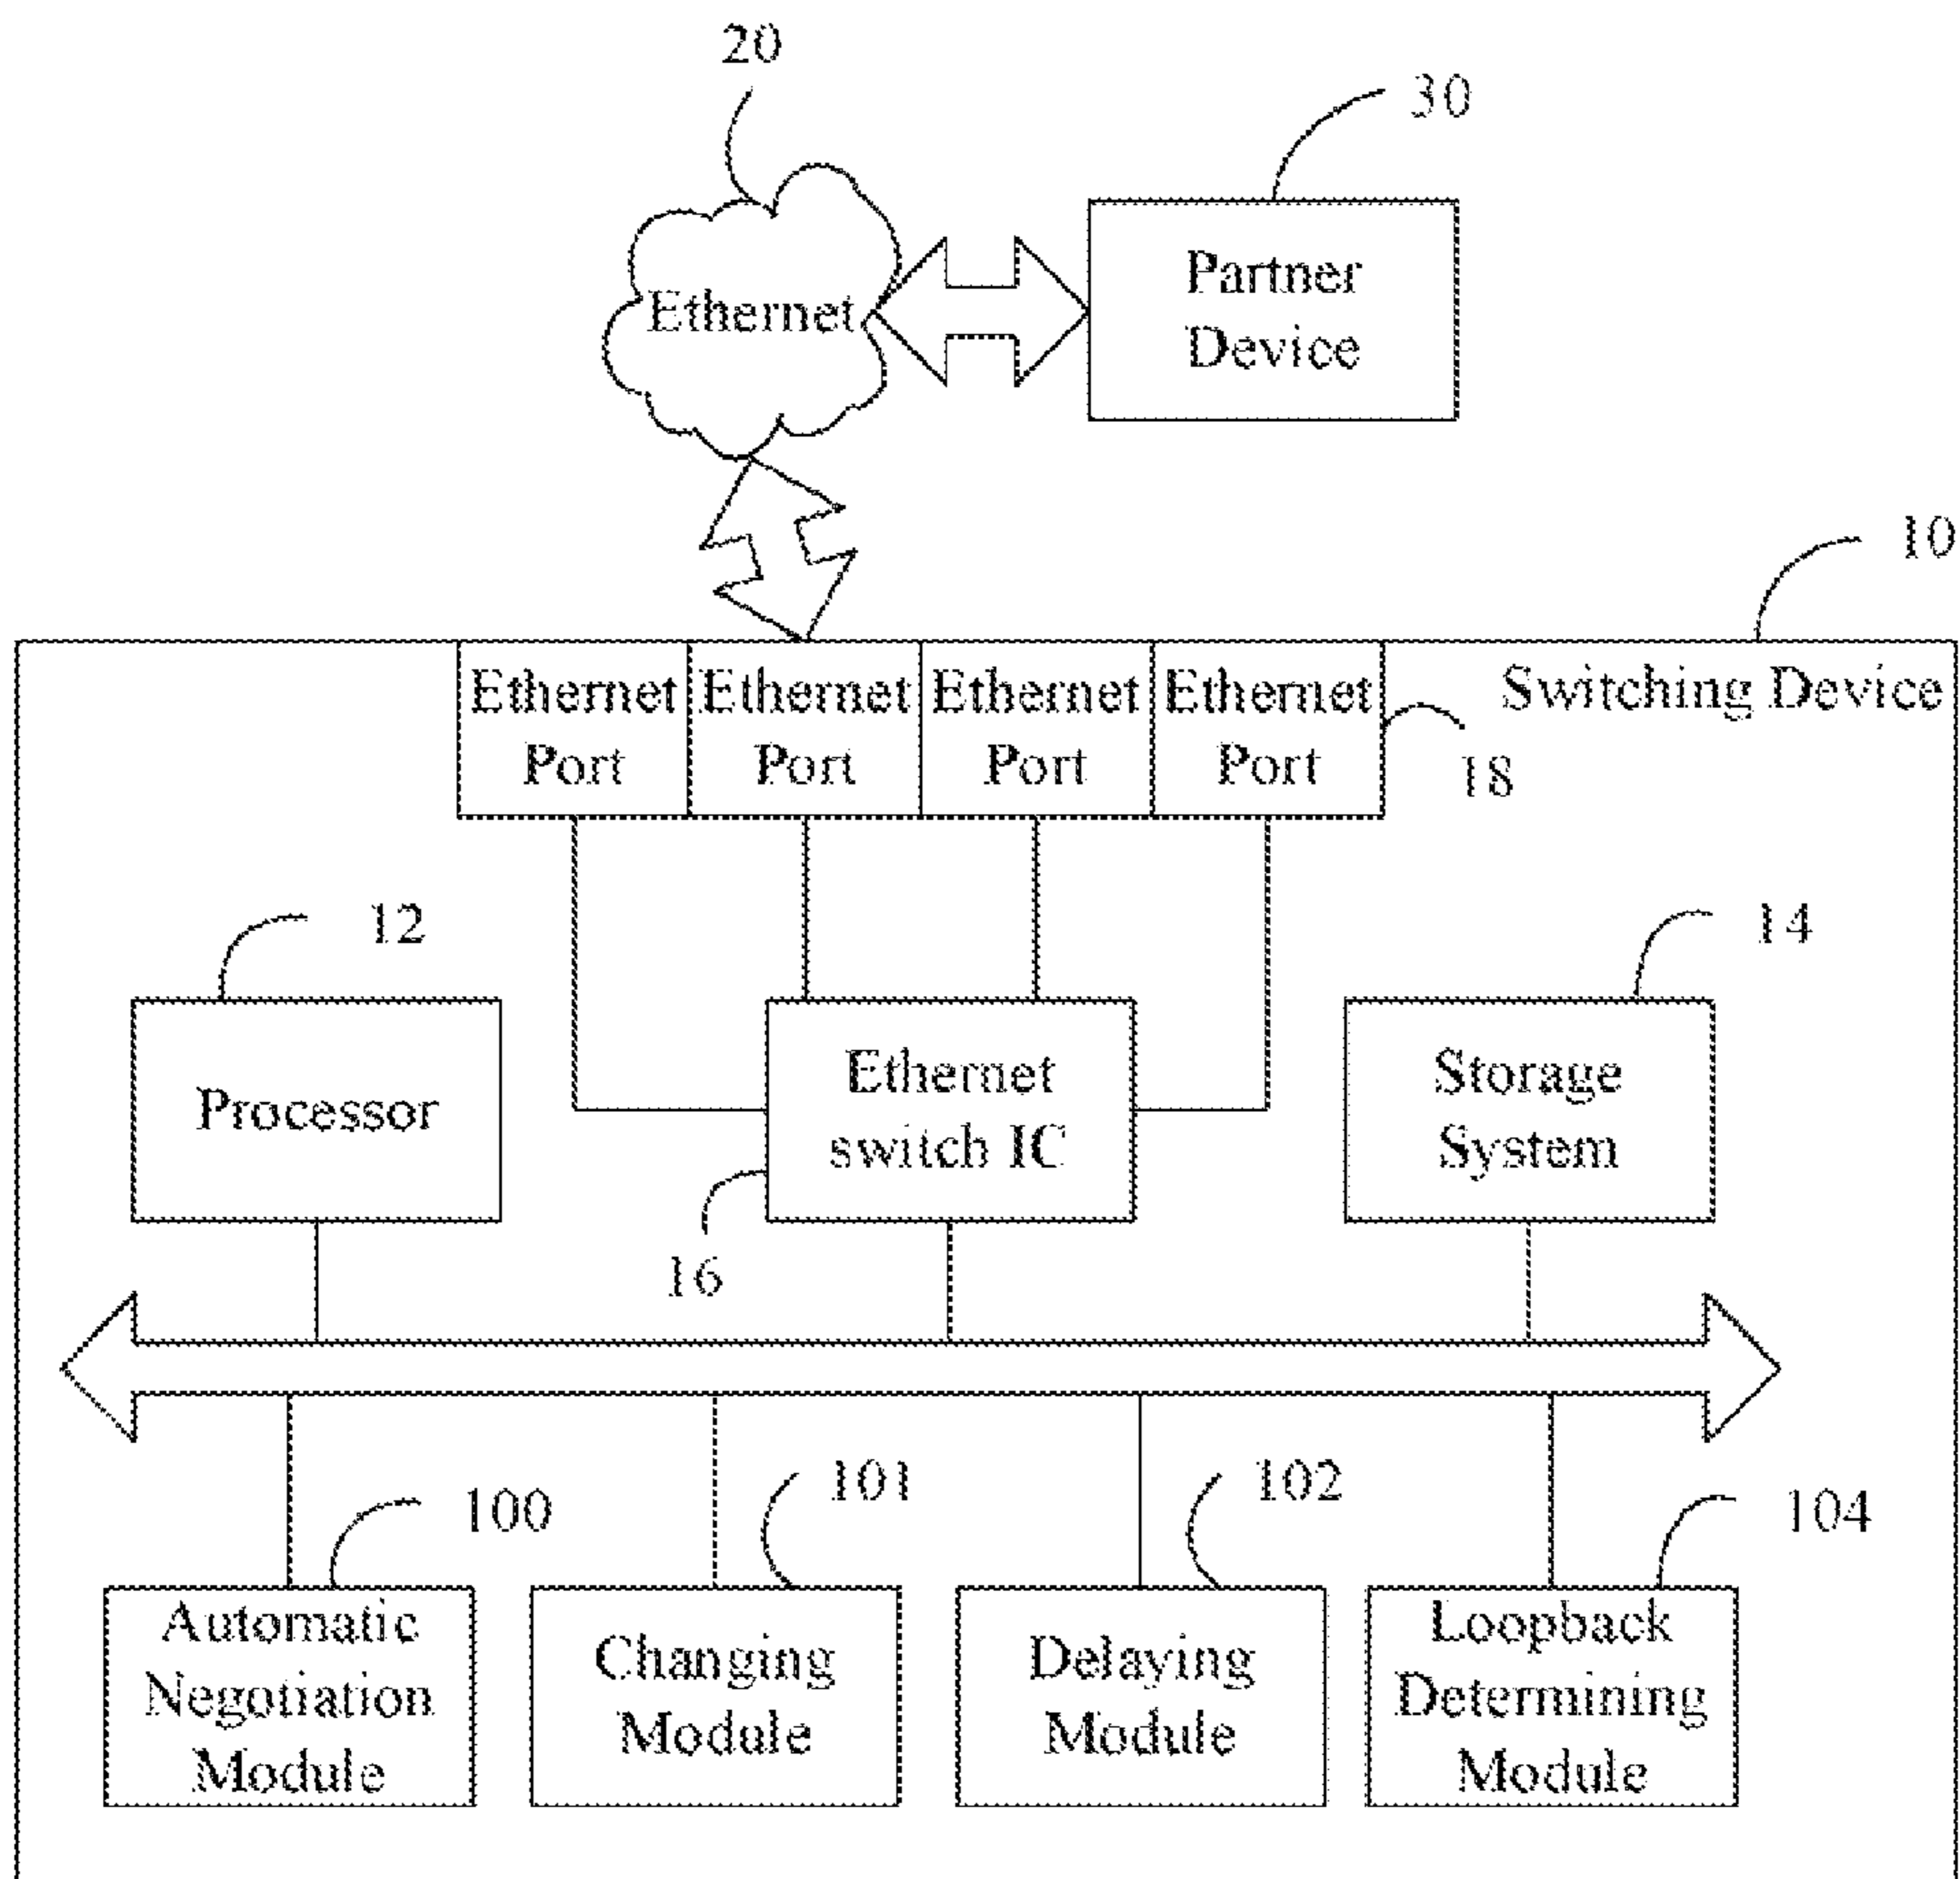 20
30
Ethernet
Partner
Device
10
Ethernet Ethernet Ethernet Ethernet Switching Device
Port Port Port Port 18
12
14
Processor
Ethernet
switch IC
Storage
System
16
100
101
102
104
Automatic
Negotiation
Module
Changing
Module
Delaying
Module
Loopback
Determining
Module